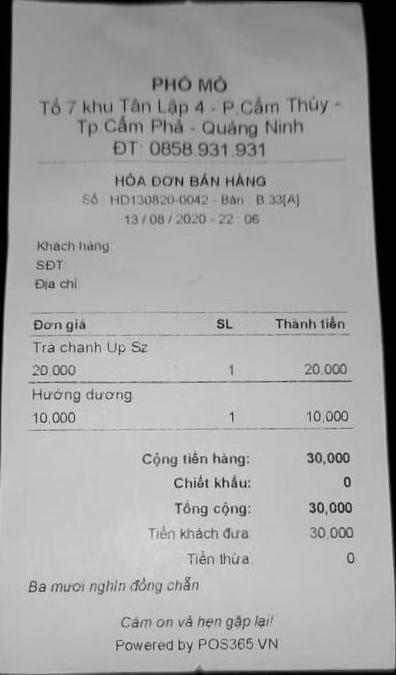 PHÔ MÔ
Tổ 7 khu Tân Lập 4 - P.Cẩm Thủy -
Tp.Cẩm Phả - Quảng Ninh
ĐT: 0858.931.931
HÓA ĐƠN BÁN HÀNG
Số : HD130820-0042 - Bàn : B.33[A]
13 / 08 / 2020 - 22 : 06
Khách hàng:
SĐT:
Địa chỉ:
Đơn giá SL Thành tiền
Trà chanh Up Sz
20,000 1 20,000
Hướng dương
10,000 1 10,000
Cộng tiền hàng: 30,000
Chiết khấu: 0
Tổng cộng: 30,000
Tiền khách đưa: 30,000
Tiền thừa: 0
Ba mươi nghìn đồng chẵn
Cám ơn và hẹn gặp lại!
Powered by POS365.VN